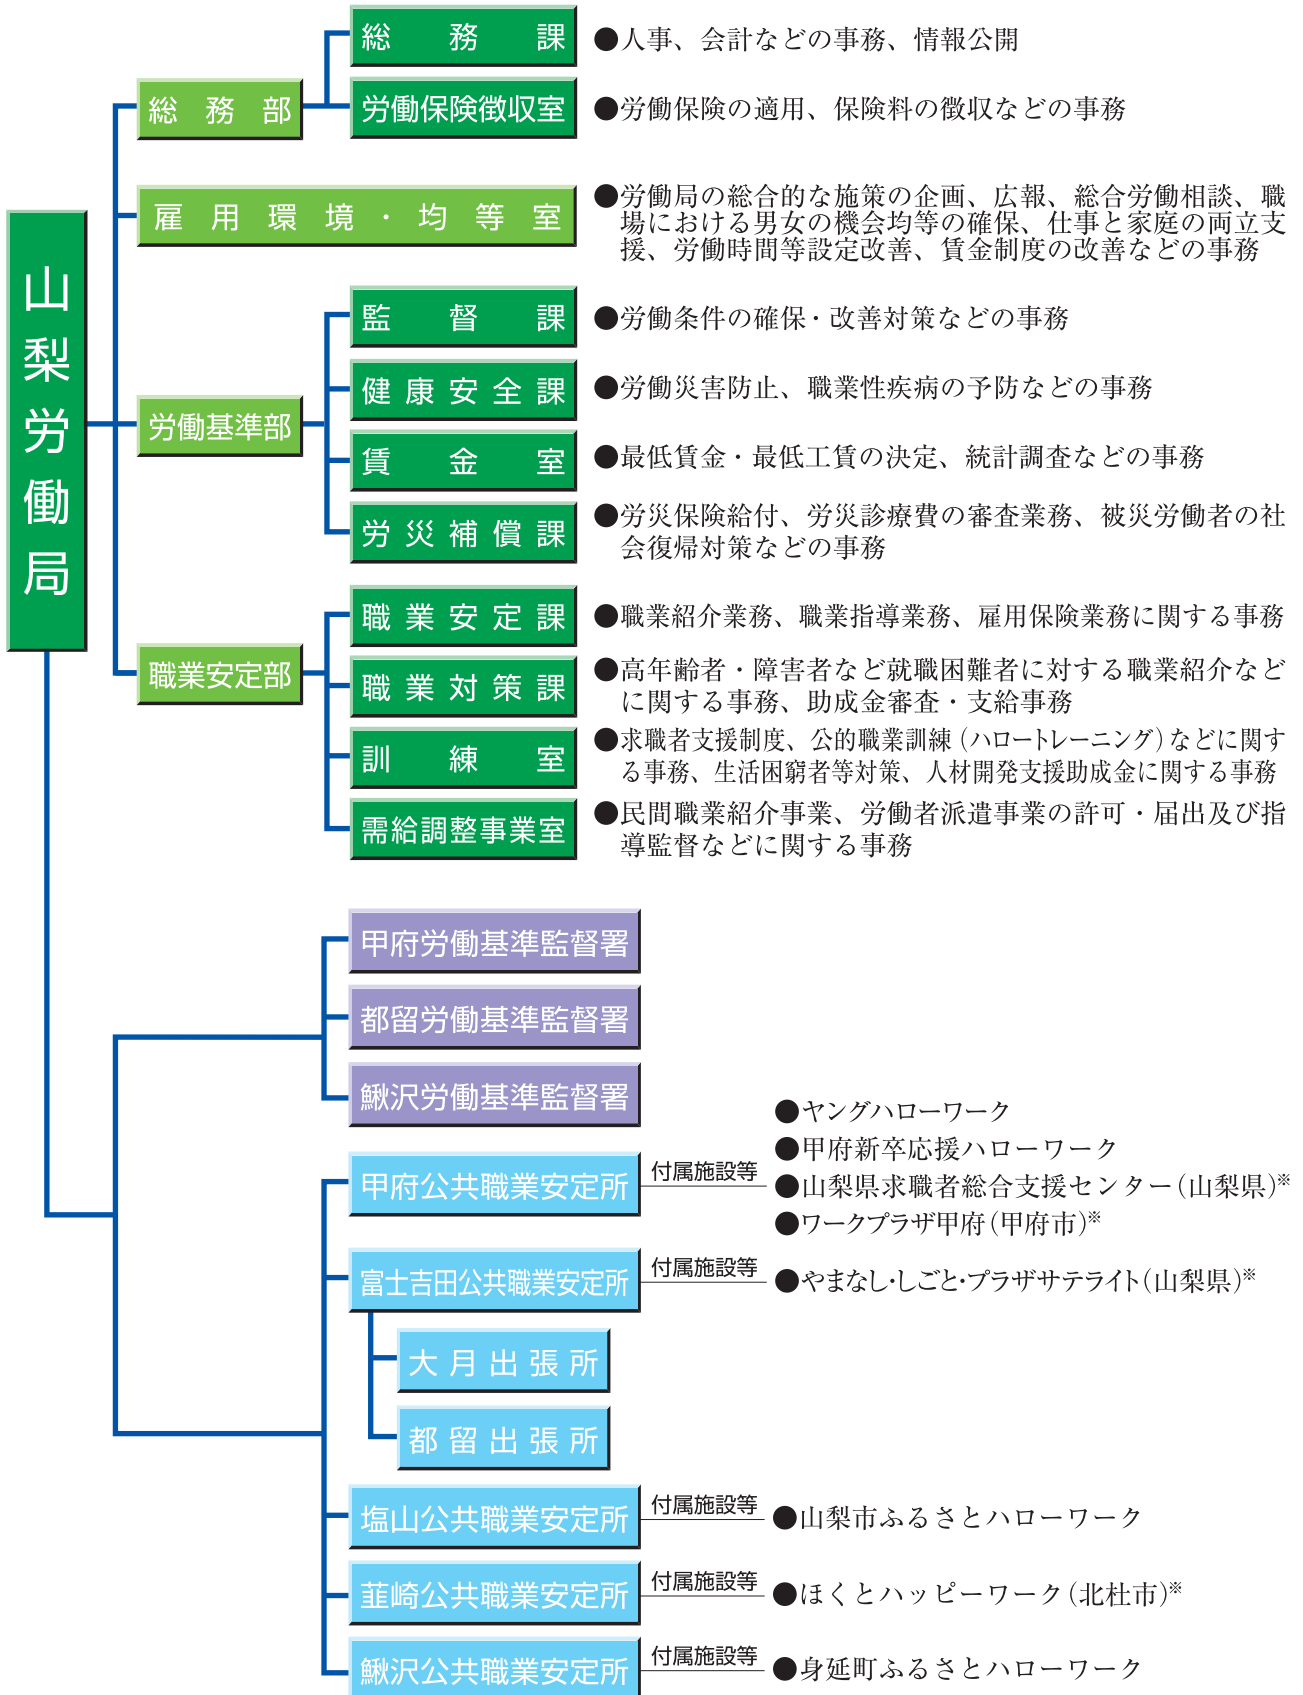 山梨労働局
総務部
総務課
●人事、会計などの事務、情報公開
労働保険徴収室
●労働保険の適用、保険料の徴収などの事務
雇用環境・均等室
●労働局の総合的な施策の企画、広報、総合労働相談、職
場における男女の機会均等の確保、仕事と家庭の両立支
援、労働時間等設定改善、賃金制度の改善などの事務
労働基準部
監督課
●労働条件の確保・改善対策などの事務
健康安全課
●労働災害防止、職業性疾病の予防などの事務
賃金室
●最低賃金・最低工賃の決定、統計調査などの事務
労災補償課
●労災保険給付、労災診療費の審査業務、被災労働者の社
会復帰対策などの事務
職業安定部
職業安定課
●職業紹介業務、職業指導業務、雇用保険業務に関する事務
職業対策課
●高年齢者・障害者など就職困難者に対する職業紹介など
に関する事務、助成金審査・支給事務
訓練室
●求職者支援制度、公的職業訓練(ハロートレーニング)などに関す
る事務、生活困窮者等対策、人材開発支援助成金に関する事務
需給調整事業室
●民間職業紹介事業、労働者派遣事業の許可・届出及び指
導監督などに関する事務
甲府労働基準監督署
都留労働基準監督署
鰍沢労働基準監督署
甲府公共職業安定所
付属施設等
●ヤングハローワーク
●甲府新卒応援ハローワーク
●山梨県求職者総合支援センター(山梨県)※
●ワークプラザ甲府(甲府市)※
富士吉田公共職業安定所
付属施設等
●やまなし・しごと・プラザサテライト(山梨県)※
大月出張所
都留出張所
塩山公共職業安定所
付属施設等
●山梨市ふるさとハローワーク
韮崎公共職業安定所
付属施設等
●ほくとハッピーワーク(北杜市)※
鰍沢公共職業安定所
付属施設等
●身延町ふるさとハローワーク